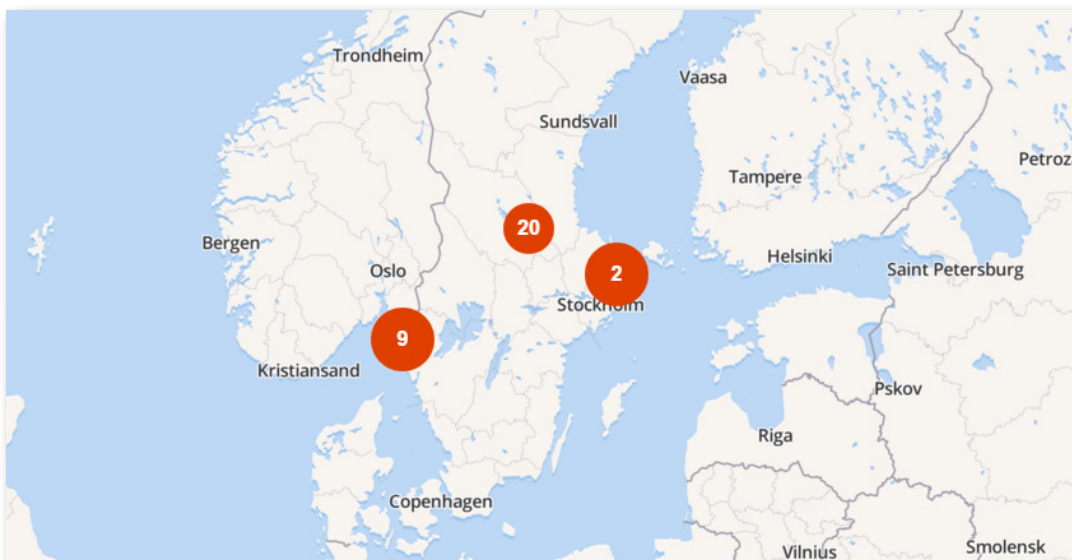 Trondheim
Vaasa
Sundsvall
Petroz
Tampere
20
Bergen
Helsinki
Oslo
2
Saint Petersburg
Stockholm
9
Kristiansand
Pskov
Riga
Copenhagen
Smolensk
Vilnius